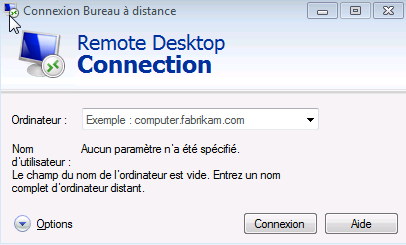 Connexion Bureau à distance
Remote Desktop
Connection
Ordinateur :
Exemple : computer.fabrikam.com
Nom
d'utilisateur :
Aucun paramètre n'a été spécifié.
Le champ du nom de l'ordinateur est vide. Entrez un nom
complet d'ordinateur distant.
Options
Connexion
Aide